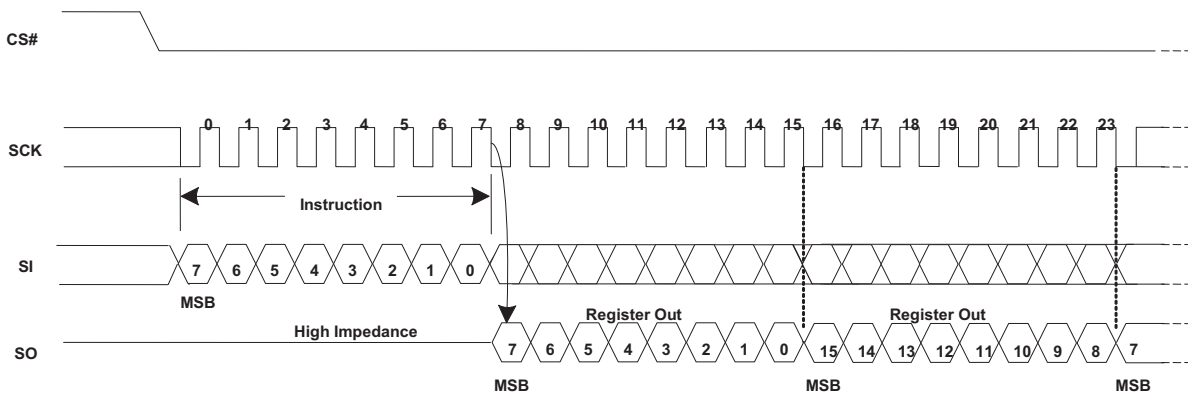 CS#
0 1 2 3 4 5 6 7 8 9 10 11 12 13 14 15 16 17 18 19 20 21 22 23
SCK
Instruction
SI 7 6 5 4 3 2 1 0
MSB
High Impedance Register Out Register Out
SO 7 6 5 4 3 2 1 0 15 14 13 12 11 10 9 8 7
MSB MSB MSB